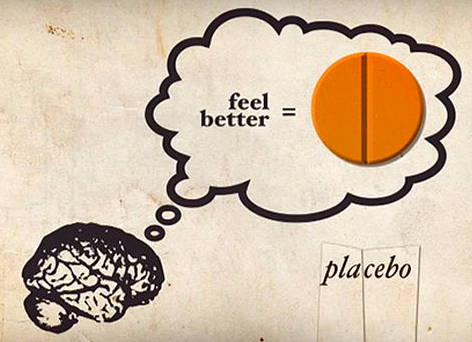 feel
better =
placebo